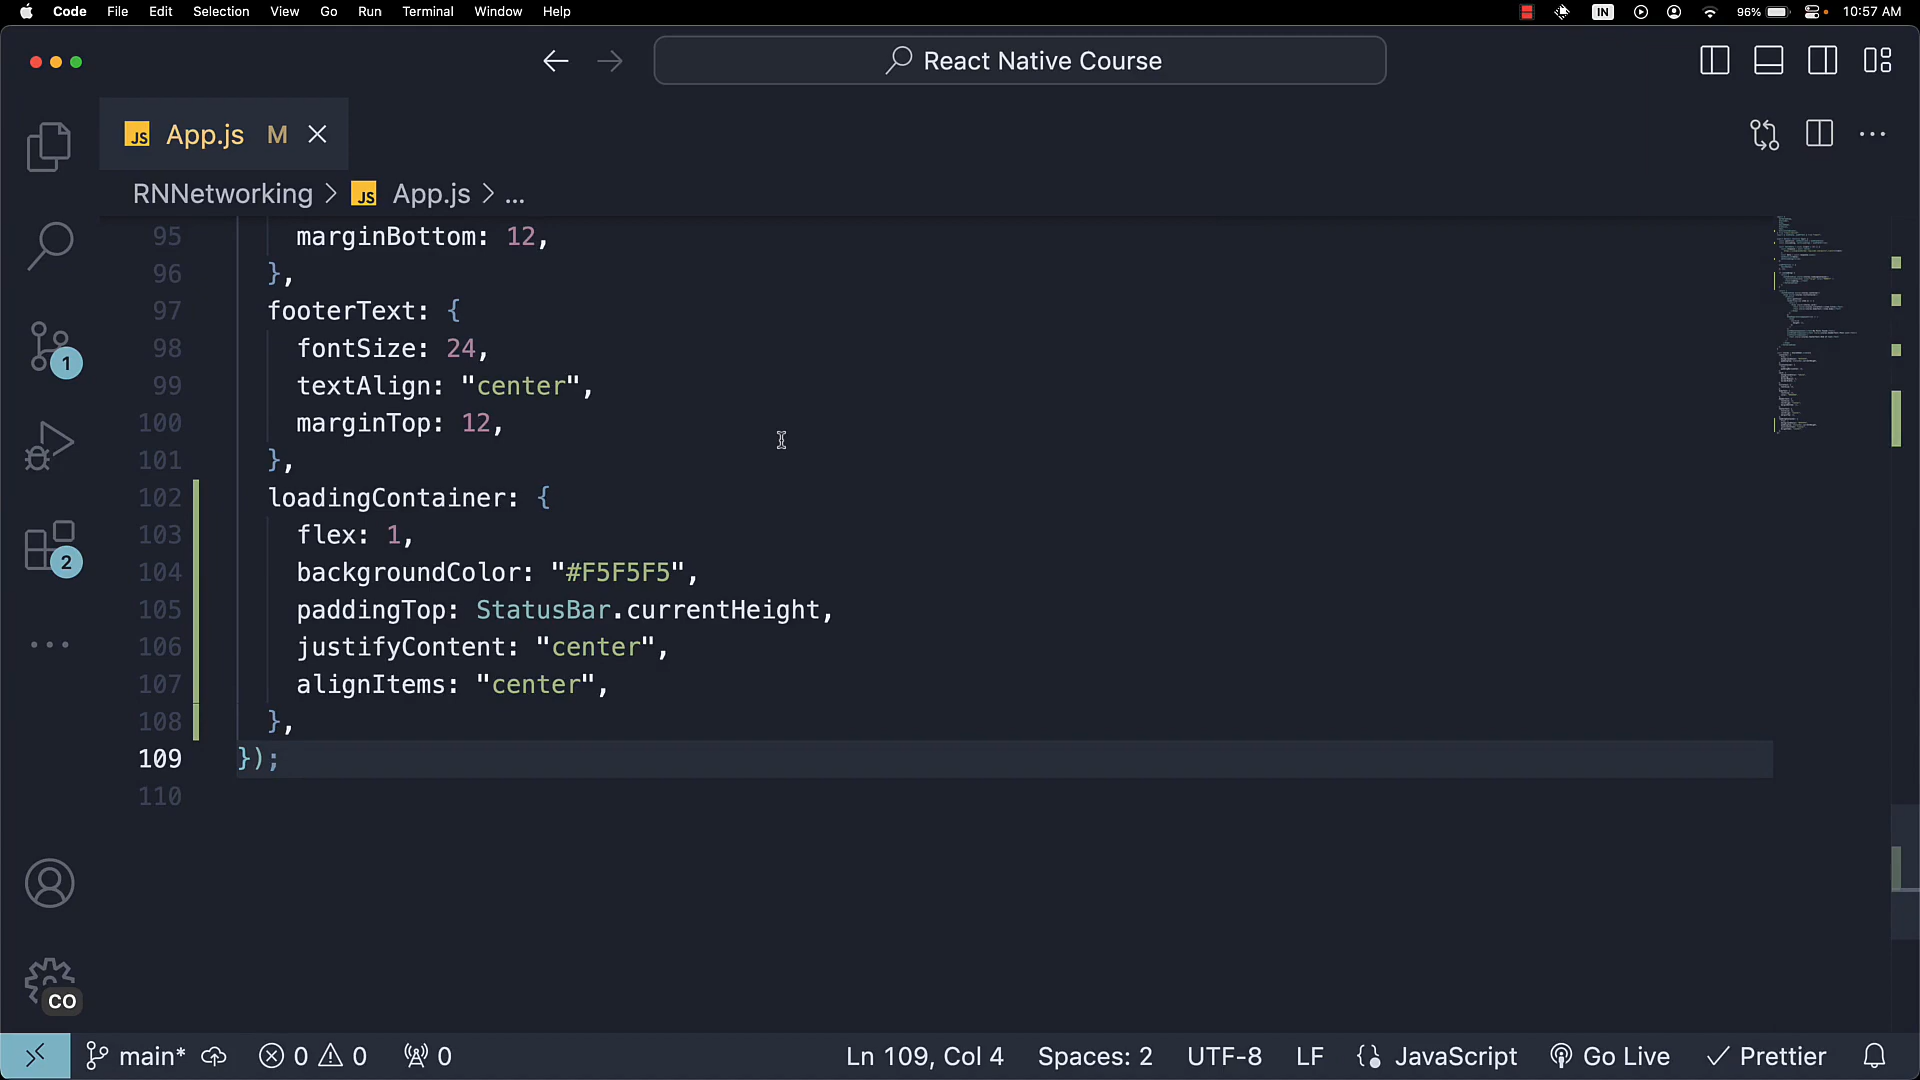 Code File Edit Selection View Go Run Terminal Window Help IN 96% 10:57 AM
React Native Course
JS App.js M
RNNetworking > JS App.js > ...
95 marginBottom: 12,
96 },
97 footerText: {
98 fontSize: 24,
99 textAlign: "center",
100 marginTop: 12,
101 },
102 loadingContainer: {
103 flex: 1,
104 backgroundColor: "#F5F5F5",
105 paddingTop: StatusBar.currentHeight,
106 justifyContent: "center",
107 alignItems: "center",
108 },
109 });
110
1
2
CO
main* 0 0 0 Ln 109, Col 4 Spaces: 2 UTF-8 LF JavaScript Go Live Prettier